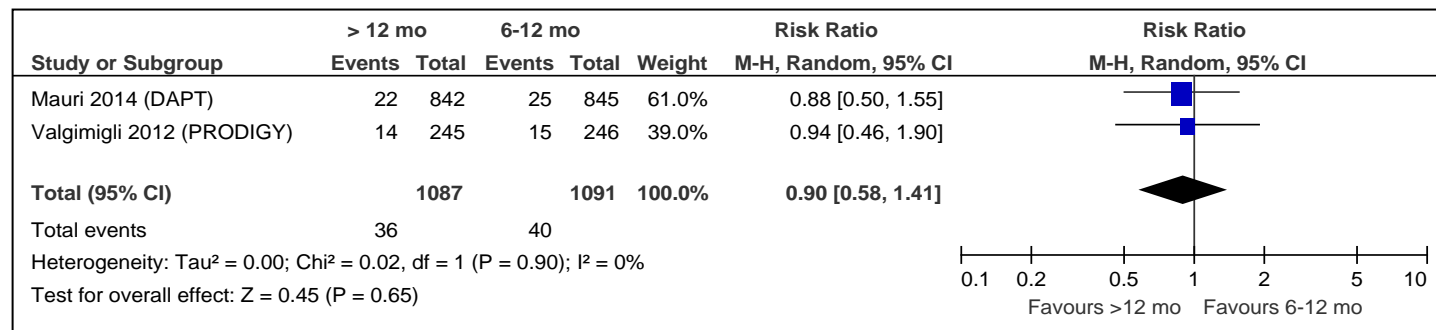 > 12 mo 6-12 mo Risk Ratio Risk Ratio
Study or Subgroup Events Total Events Total Weight M-H, Random, 95% CI M-H, Random, 95% CI
Mauri 2014 (DAPT) 22 842 25 845 61.0% 0.88 [0.50, 1.55]
Valgimigli 2012 (PRODIGY) 14 245 15 246 39.0% 0.94 [0.46, 1.90]
Total (95% CI) 1087 1091 100.0% 0.90 [0.58, 1.41]
Total events 36 40
Heterogeneity: Tau² = 0.00; Chi² = 0.02, df = 1 (P = 0.90); I² = 0%
Test for overall effect: Z = 0.45 (P = 0.65)
0.1 0.2 0.5 1 2 5 10
Favours >12 mo Favours 6-12 mo